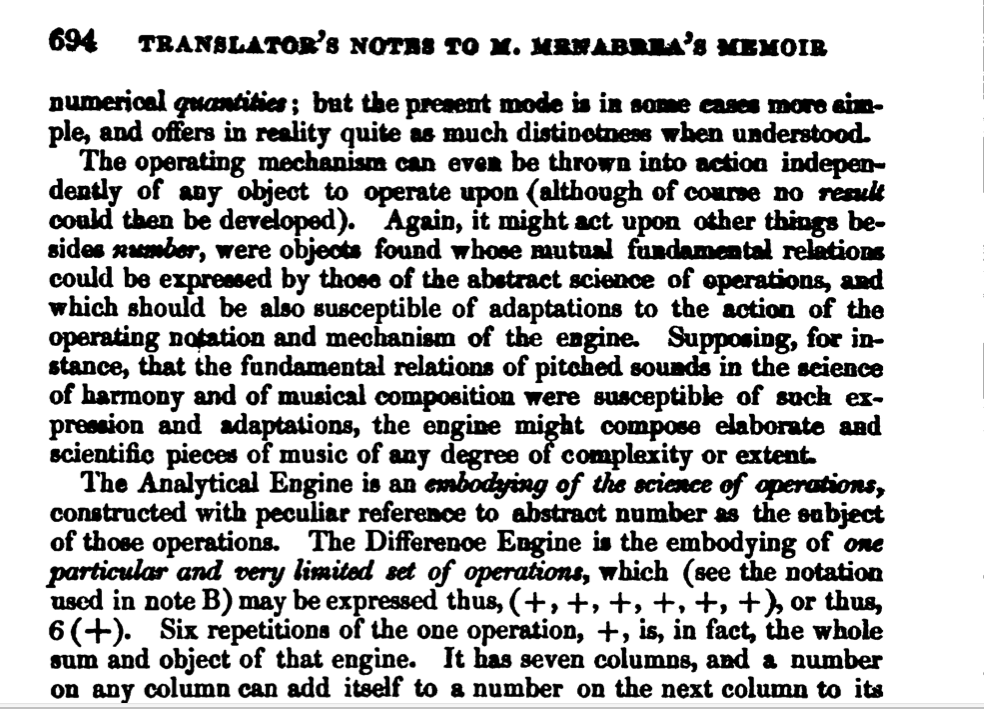 694 TRANSLATOR'S NOTES TO M. MENABREA'S MEMOIR
numerical quantities; but the present mode is in some cases more sim-
ple, and offers in reality quite as much distinctness when understood.
The operating mechanism can even be thrown into action indepen-
dently of any object to operate upon (although of course no result
could then be developed). Again, it might act upon other things be-
sides number, were objects found whose mutual fundamental relations
could be expressed by those of the abstract science of operations, and
which should be also susceptible of adaptations to the action of the
operating notation and mechanism of the engine. Supposing, for in-
stance, that the fundamental relations of pitched sounds in the science
of harmony and of musical composition were susceptible of such ex-
pression and adaptations, the engine might compose elaborate and
scientific pieces of music of any degree of complexity or extent.
The Analytical Engine is an embodying of the science of operations,
constructed with peculiar reference to abstract number as the subject
of those operations. The Difference Engine is the embodying of one
particular and very limited set of operations, which (see the notation
used in note B) may be expressed thus, (+, +, +, +, +, +), or thus,
6 (+). Six repetitions of the one operation, +, is, in fact, the whole
sum and object of that engine. It has seven columns, and a number
on any column can add itself to a number on the next column to its